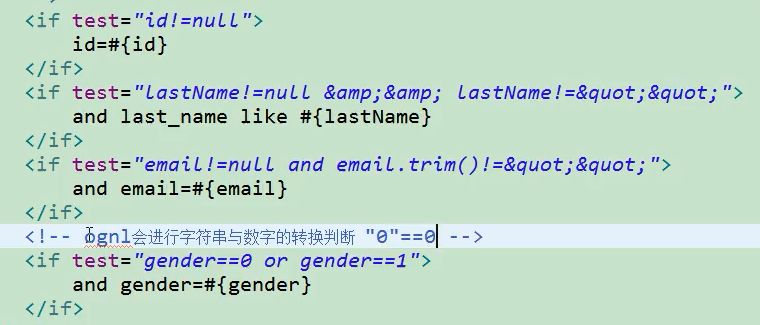 <if test="id!=null">
id=#{id}
</if>
<if test="lastName!=null &amp;&amp; lastName!=&quot;&quot;">
and last_name like #{lastName}
</if>
<if test="email!=null and email.trim()!=&quot;&quot;">
and email=#{email}
</if>
<!-- ognl会进行字符串与数字的转换判断 "0"==0 -->
<if test="gender==0 or gender==1">
and gender=#{gender}
</if>